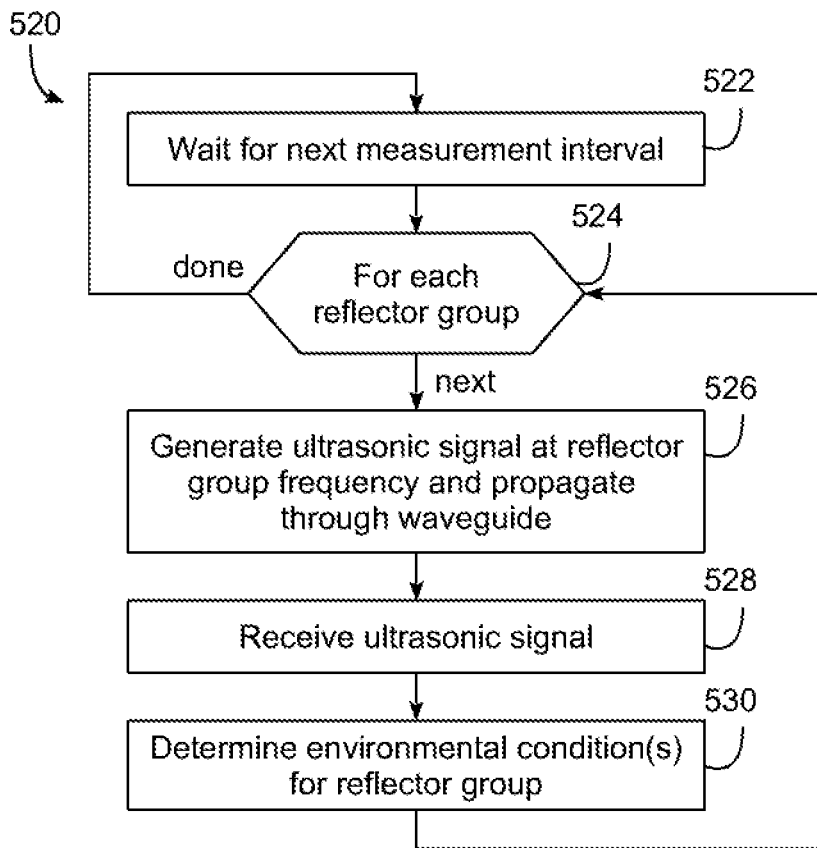 520
522
Wait for next measurement interval
524
done
For each
reflector group
next
526
Generate ultrasonic signal at reflector
group frequency and propagate
through waveguide
528
Receive ultrasonic signal
530
Determine environmental condition(s)
for reflector group